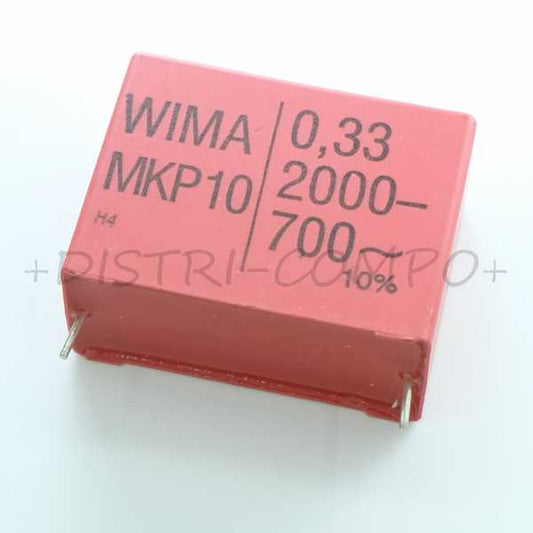 WIMA
MKP10
H4
0,33
2000–
700~
10%
+DISTRI-COMPO+